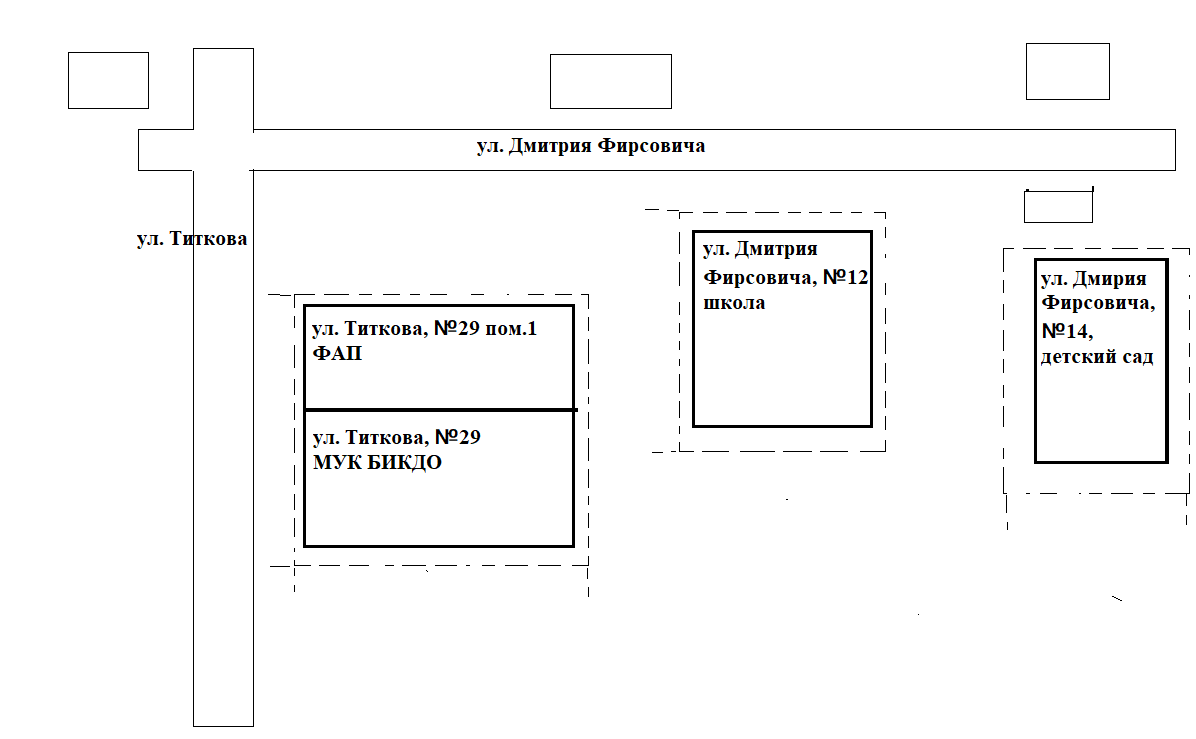 ул. Дмитрия Фирсовича
ул. Титкова
ул. Дмитрия
Фирсовича, №12
школа
ул. Дмирия
Фирсовича,
№14,
детский сад
ул. Титкова, №29 пом.1
ФАП
ул. Титкова, №29
МУК БИКДО